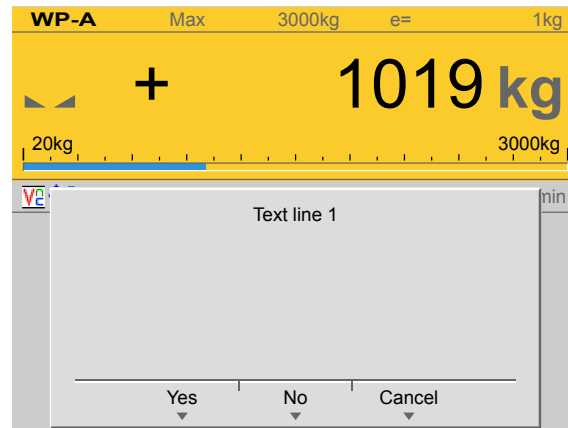 WP-A Max 3000kg e= 1kg
+ 1019 kg
20kg 3000kg
min
Text line 1
Yes No Cancel